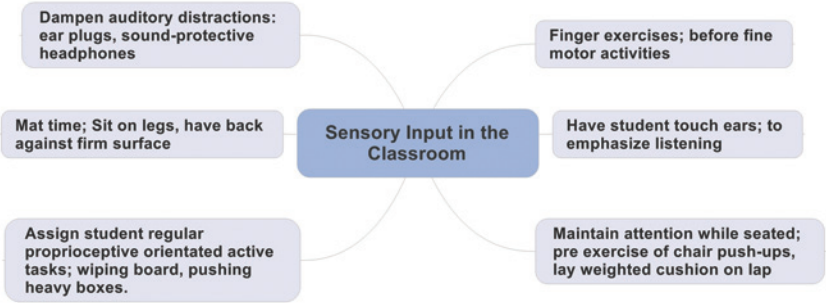 Dampen auditory distractions:
ear plugs, sound-protective
headphones
Finger exercises; before fine
motor activities
Mat time; Sit on legs, have back
against firm surface
Sensory Input in the
Classroom
Have student touch ears; to
emphasize listening
Assign student regular
proprioceptive orientated active
tasks; wiping board, pushing
heavy boxes.
Maintain attention while seated;
pre exercise of chair push-ups,
lay weighted cushion on lap